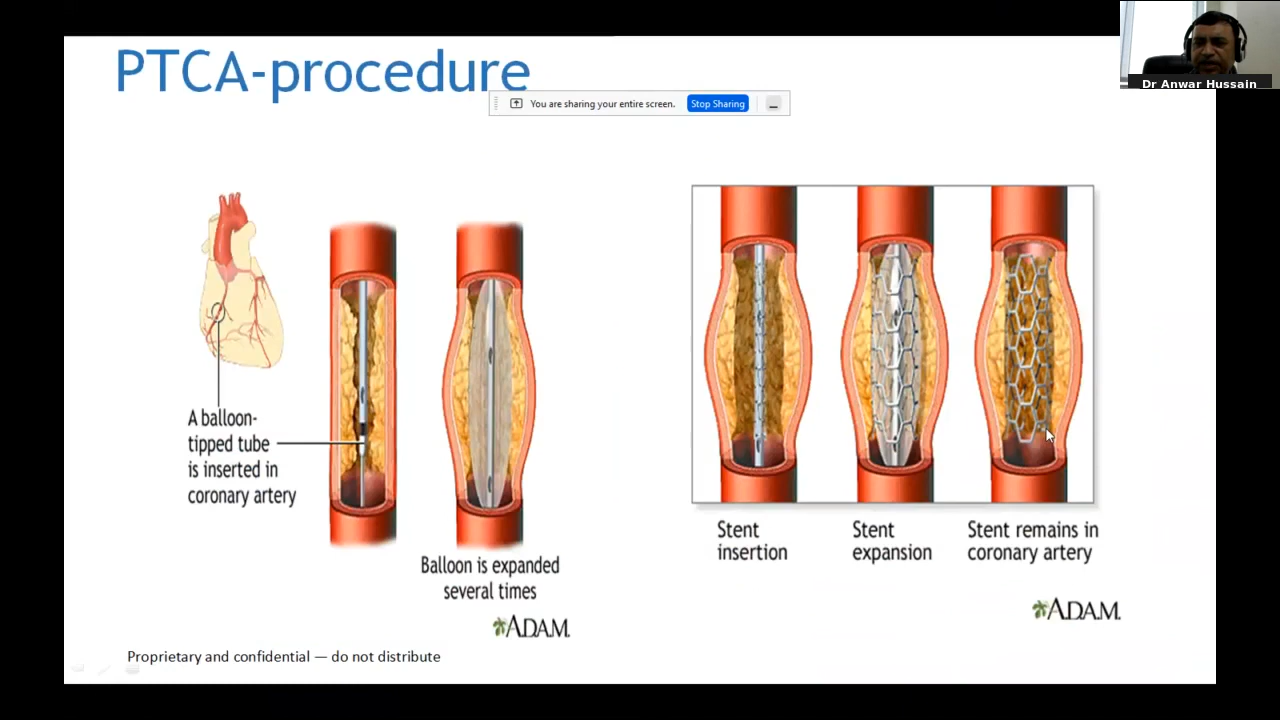 PTCA-procedure
You are sharing your entire screen.
Stop Sharing
Dr Anwar Hussain
A balloon-
tipped tube
is inserted in
coronary artery
Balloon is expanded
several times
A.D.A.M.
Stent
insertion
Stent
expansion
Stent remains in
coronary artery
A.D.A.M.
Proprietary and confidential — do not distribute